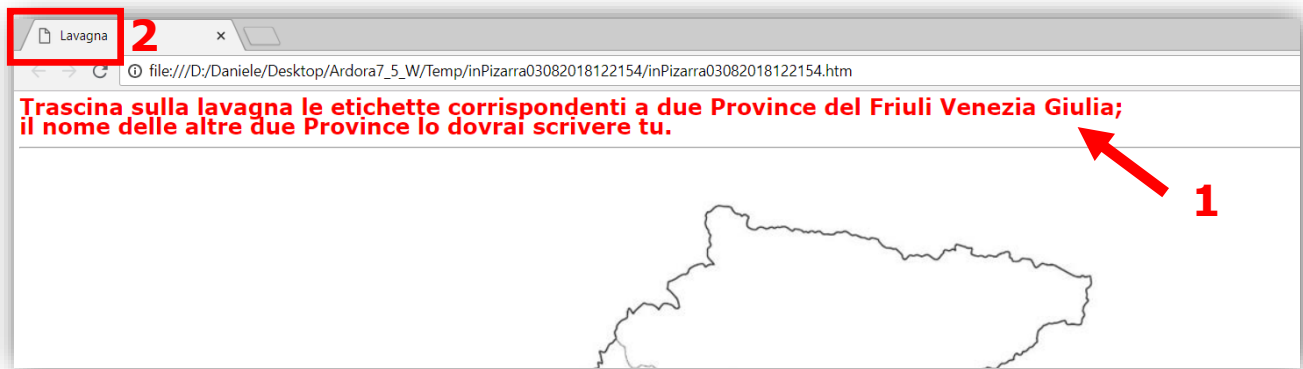 Lavagna
2
file:///D:/Daniele/Desktop/Ardora7_5_W/Temp/inPizarra03082018122154/inPizarra03082018122154.htm
Trascina sulla lavagna le etichette corrispondenti a due Province del Friuli Venezia Giulia;
il nome delle altre due Province lo dovrai scrivere tu.
1